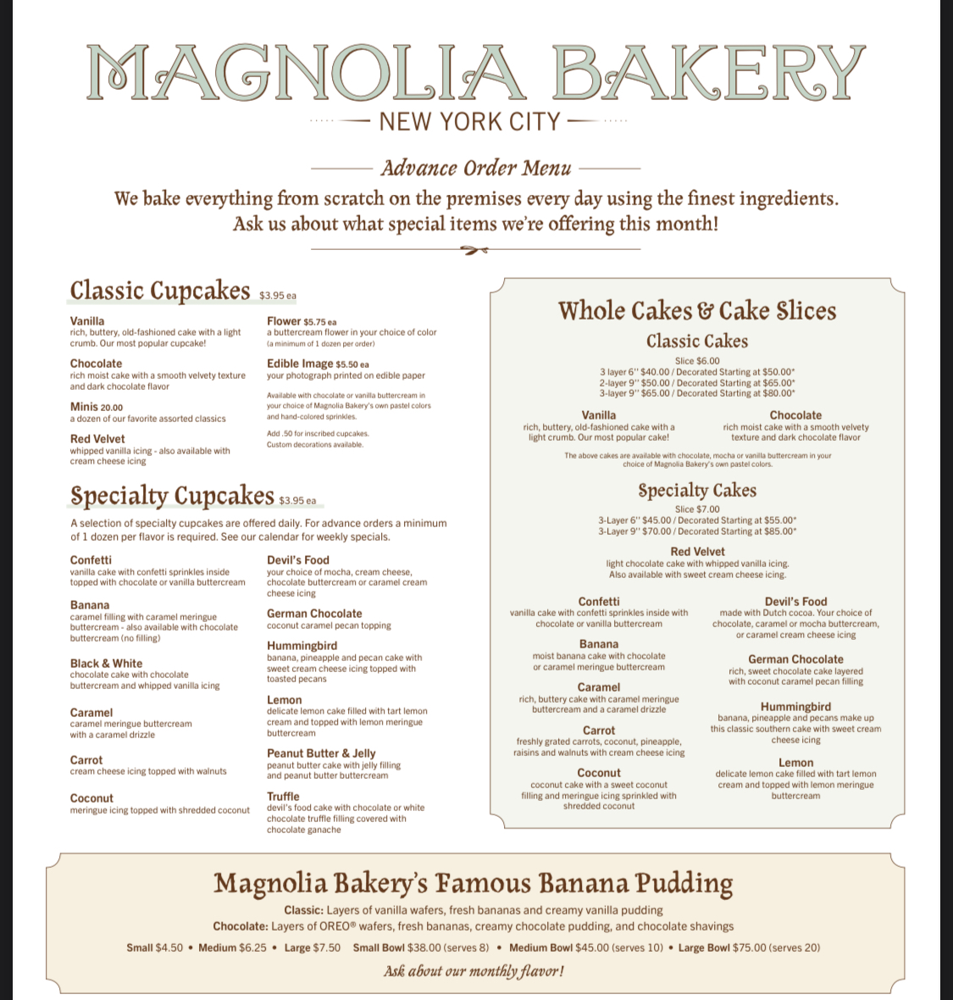 MAGNOLIA BAKERY
NEW YORK CITY
Advance Order Menu
We bake everything from scratch on the premises every day using the finest ingredients.
Ask us about what special items we're offering this month!
Classic Cupcakes $3.95 ea
Vanilla
rich, buttery, old-fashioned cake with a light
crumb. Our most popular cupcake!
Chocolate
rich moist cake with a smooth velvety texture
and dark chocolate flavor
Minis 20.00
a dozen of our favorite assorted classics
Red Velvet
whipped vanilla icing - also available with
cream cheese icing
Flower $5.75 ea
a buttercream flower in your choice of color
(a minimum of 1 dozen per order)
Edible Image $5.50 ea
your photograph printed on edible paper
Available with chocolate or vanilla buttercream in
your choice of Magnolia Bakery's own pastel colors
and hand-colored sprinkles.
Add .50 for inscribed cupcakes.
Custom decorations available.
Specialty Cupcakes $3.95 ea
A selection of specialty cupcakes are offered daily. For advance orders a minimum
of 1 dozen per flavor is required. See our calendar for weekly specials.
Confetti
vanilla cake with confetti sprinkles inside
topped with chocolate or vanilla buttercream
Banana
caramel filling with caramel meringue
buttercream - also available with chocolate
buttercream (no filling)
Black & White
chocolate cake with chocolate
buttercream and whipped vanilla icing
Caramel
caramel meringue buttercream
with a caramel drizzle
Carrot
cream cheese icing topped with walnuts
Coconut
meringue icing topped with shredded coconut
Devil's Food
your choice of mocha, cream cheese,
chocolate buttercream or caramel cream
cheese icing
German Chocolate
coconut caramel pecan topping
Hummingbird
banana, pineapple and pecan cake with
sweet cream cheese icing topped with
toasted pecans
Lemon
delicate lemon cake filled with tart lemon
cream and topped with lemon meringue
buttercream
Peanut Butter & Jelly
peanut butter cake with jelly filling
and peanut butter buttercream
Truffle
devil's food cake with chocolate or white
chocolate truffle filling covered with
chocolate ganache
Whole Cakes & Cake Slices
Classic Cakes
Slice $6.00
3 layer 6'' $40.00 / Decorated Starting at $50.00*
2-layer 9'' $50.00 / Decorated Starting at $65.00*
3-layer 9'' $65.00 / Decorated Starting at $80.00*
Vanilla
rich, buttery, old-fashioned cake with a
light crumb. Our most popular cake!
Chocolate
rich moist cake with a smooth velvety
texture and dark chocolate flavor
The above cakes are available with chocolate, mocha or vanilla buttercream in your
choice of Magnolia Bakery's own pastel colors.
Specialty Cakes
Slice $7.00
3-Layer 6'' $45.00 / Decorated Starting at $55.00*
3-Layer 9'' $70.00 / Decorated Starting at $85.00*
Red Velvet
light chocolate cake with whipped vanilla icing.
Also available with sweet cream cheese icing.
Confetti
vanilla cake with confetti sprinkles inside with
chocolate or vanilla buttercream
Banana
moist banana cake with chocolate
or caramel meringue buttercream
Caramel
rich, buttery cake with caramel meringue
buttercream and a caramel drizzle
Carrot
freshly grated carrots, coconut, pineapple,
raisins and walnuts with cream cheese icing
Coconut
coconut cake with a sweet coconut
filling and meringue icing sprinkled with
shredded coconut
Devil's Food
made with Dutch cocoa. Your choice of
chocolate, caramel or mocha buttercream,
or caramel cream cheese icing
German Chocolate
rich, sweet chocolate cake layered
with coconut caramel pecan filling
Hummingbird
banana, pineapple and pecans make up
this classic southern cake with sweet cream
cheese icing
Lemon
delicate lemon cake filled with tart lemon
cream and topped with lemon meringue
buttercream
Magnolia Bakery's Famous Banana Pudding
Classic: Layers of vanilla wafers, fresh bananas and creamy vanilla pudding
Chocolate: Layers of OREO® wafers, fresh bananas, creamy chocolate pudding, and chocolate shavings
Small $4.50 • Medium $6.25 • Large $7.50 Small Bowl $38.00 (serves 8) • Medium Bowl $45.00 (serves 10) • Large Bowl $75.00 (serves 20)
Ask about our monthly flavor!